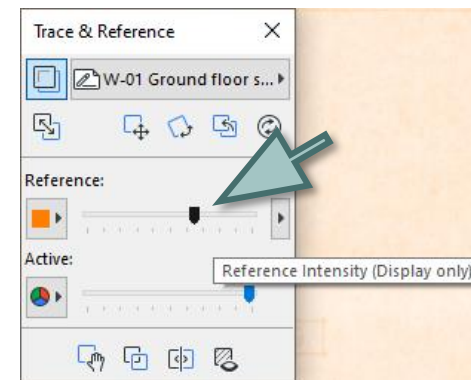 Trace & Reference
W-01 Ground floor s...
Reference:
Active:
Reference Intensity (Display only)